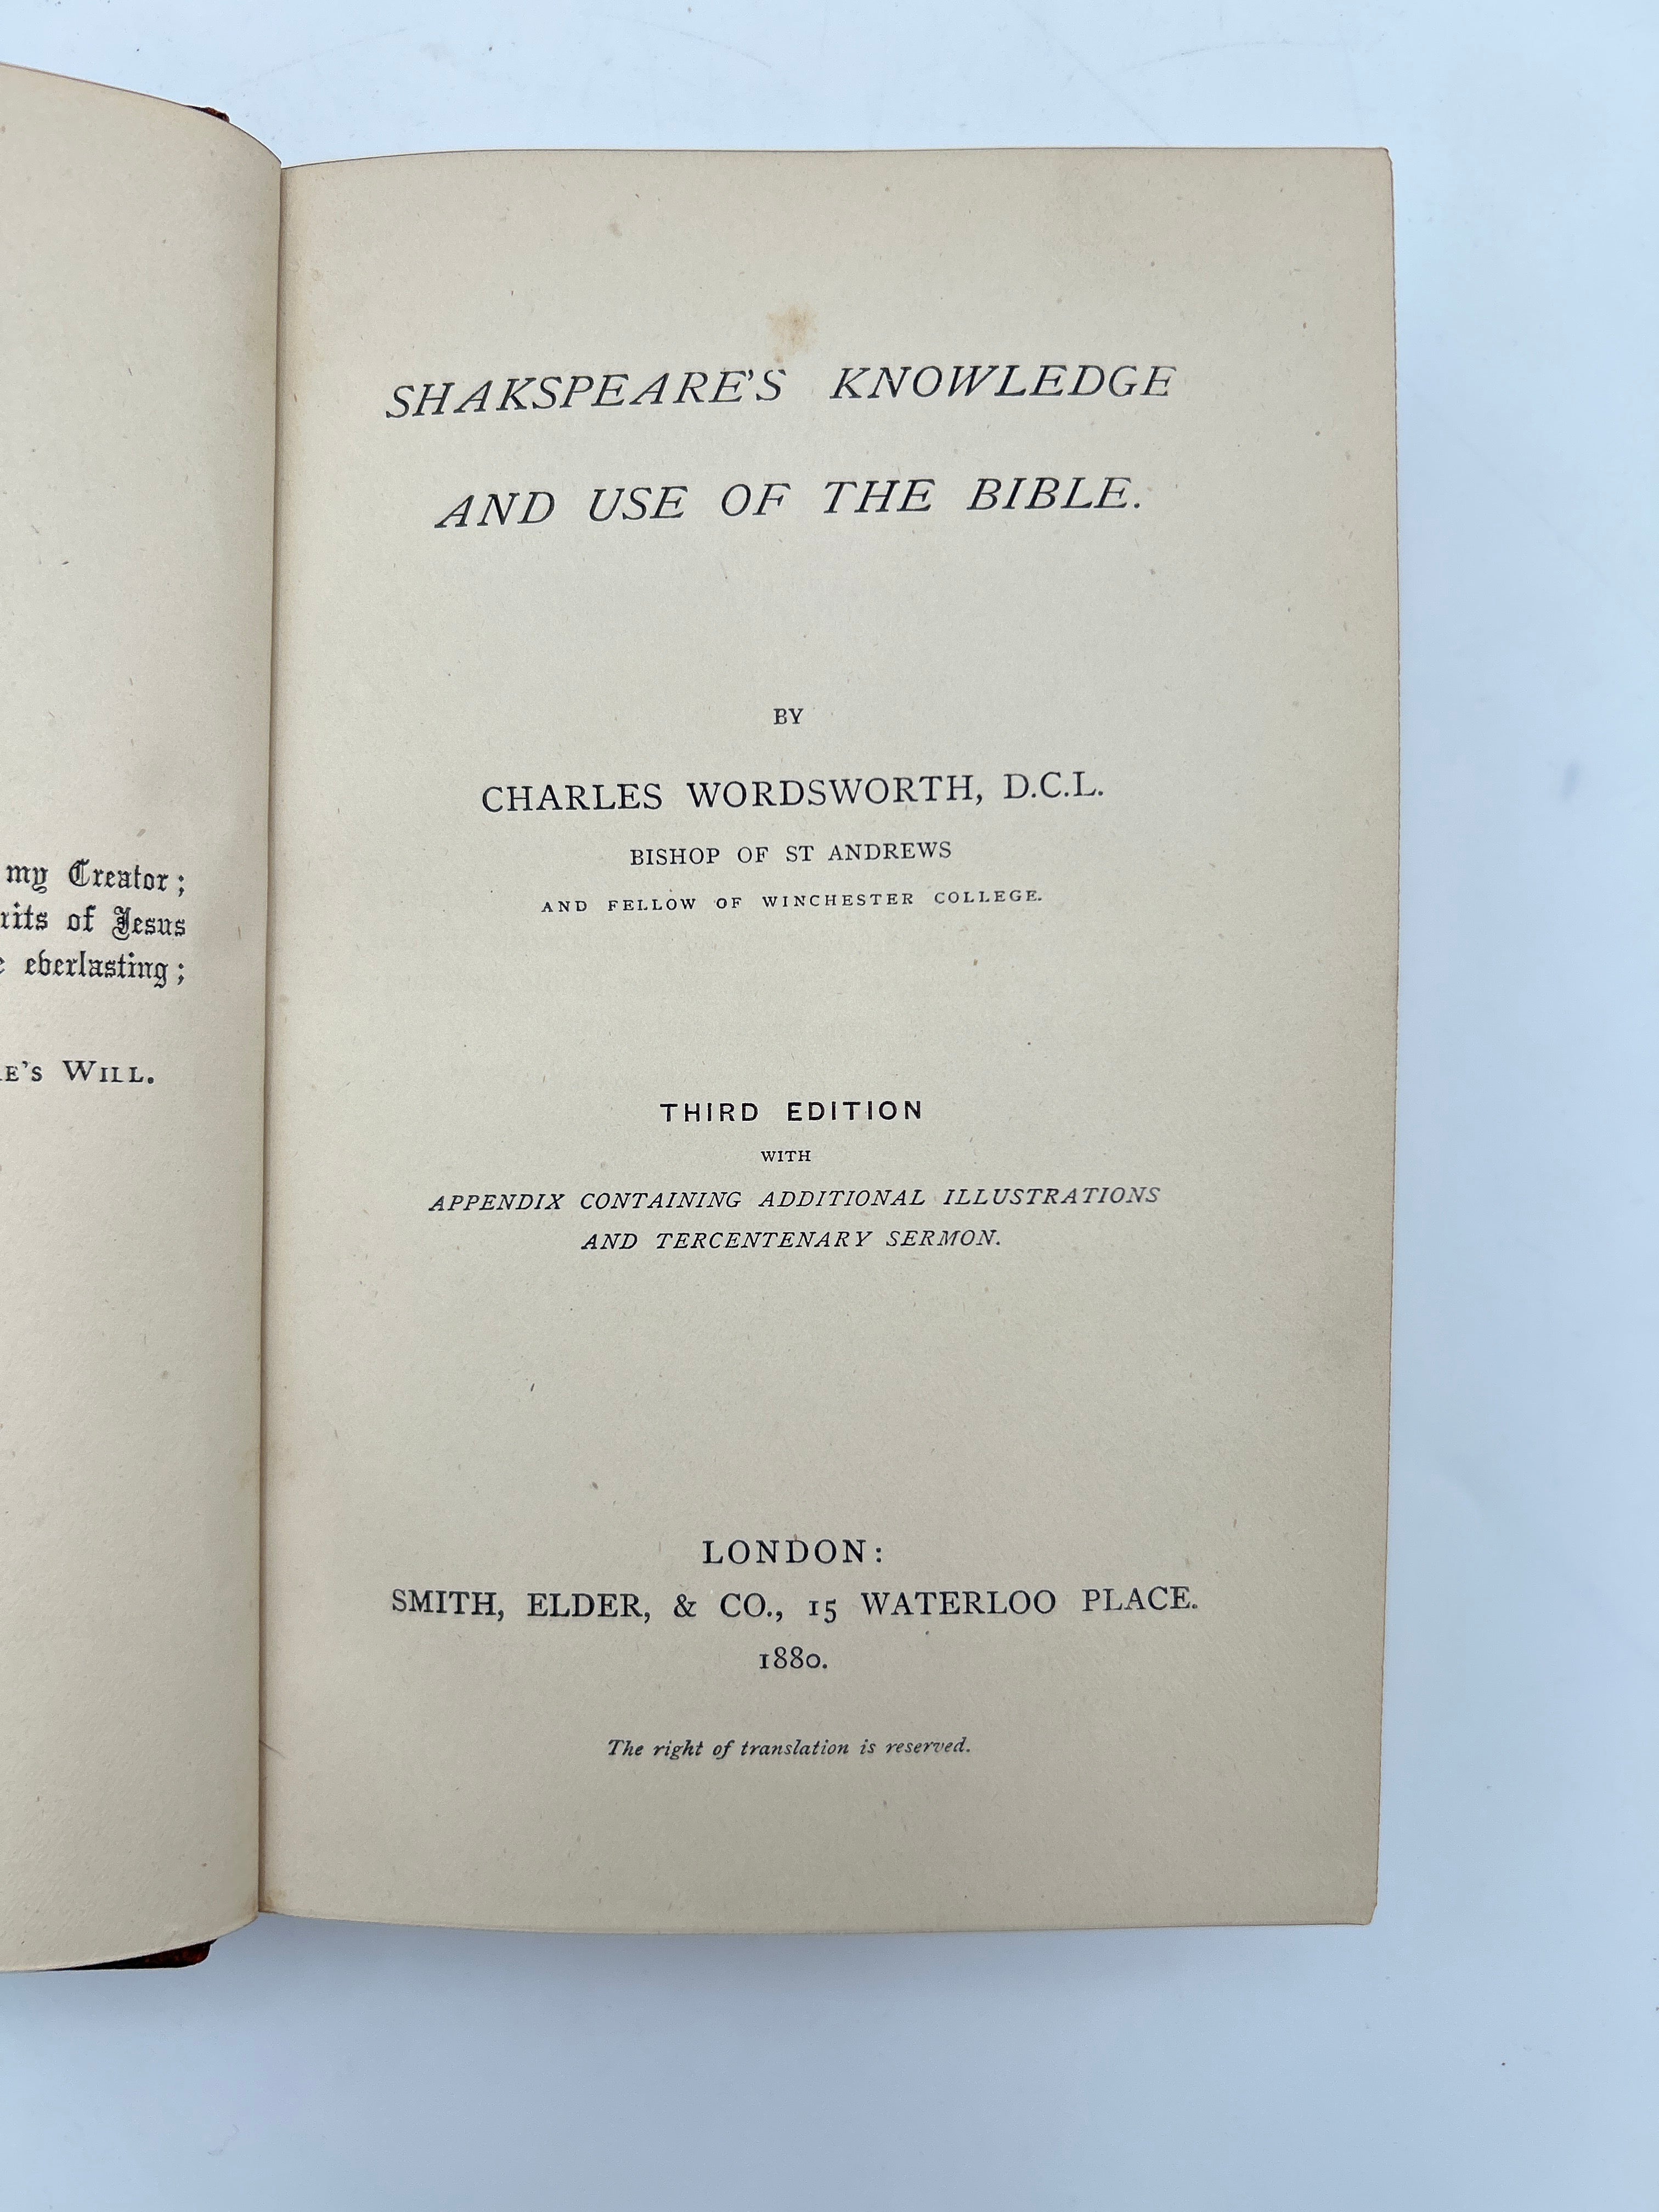 my Creator;
rits of Jesus
everlasting;
E'S WILL.
SHAKSPEARE'S KNOWLEDGE
AND USE OF THE BIBLE.
BY
CHARLES WORDSWORTH, D.C.L.
BISHOP OF ST ANDREWS
AND FELLOW OF WINCHESTER COLLEGE.
THIRD EDITION
WITH
APPENDIX CONTAINING ADDITIONAL ILLUSTRATIONS
AND TERCENTENARY SERMON.
LONDON:
SMITH, ELDER, & CO., 15 WATERLOO PLACE.
1880.
The right of translation is reserved.